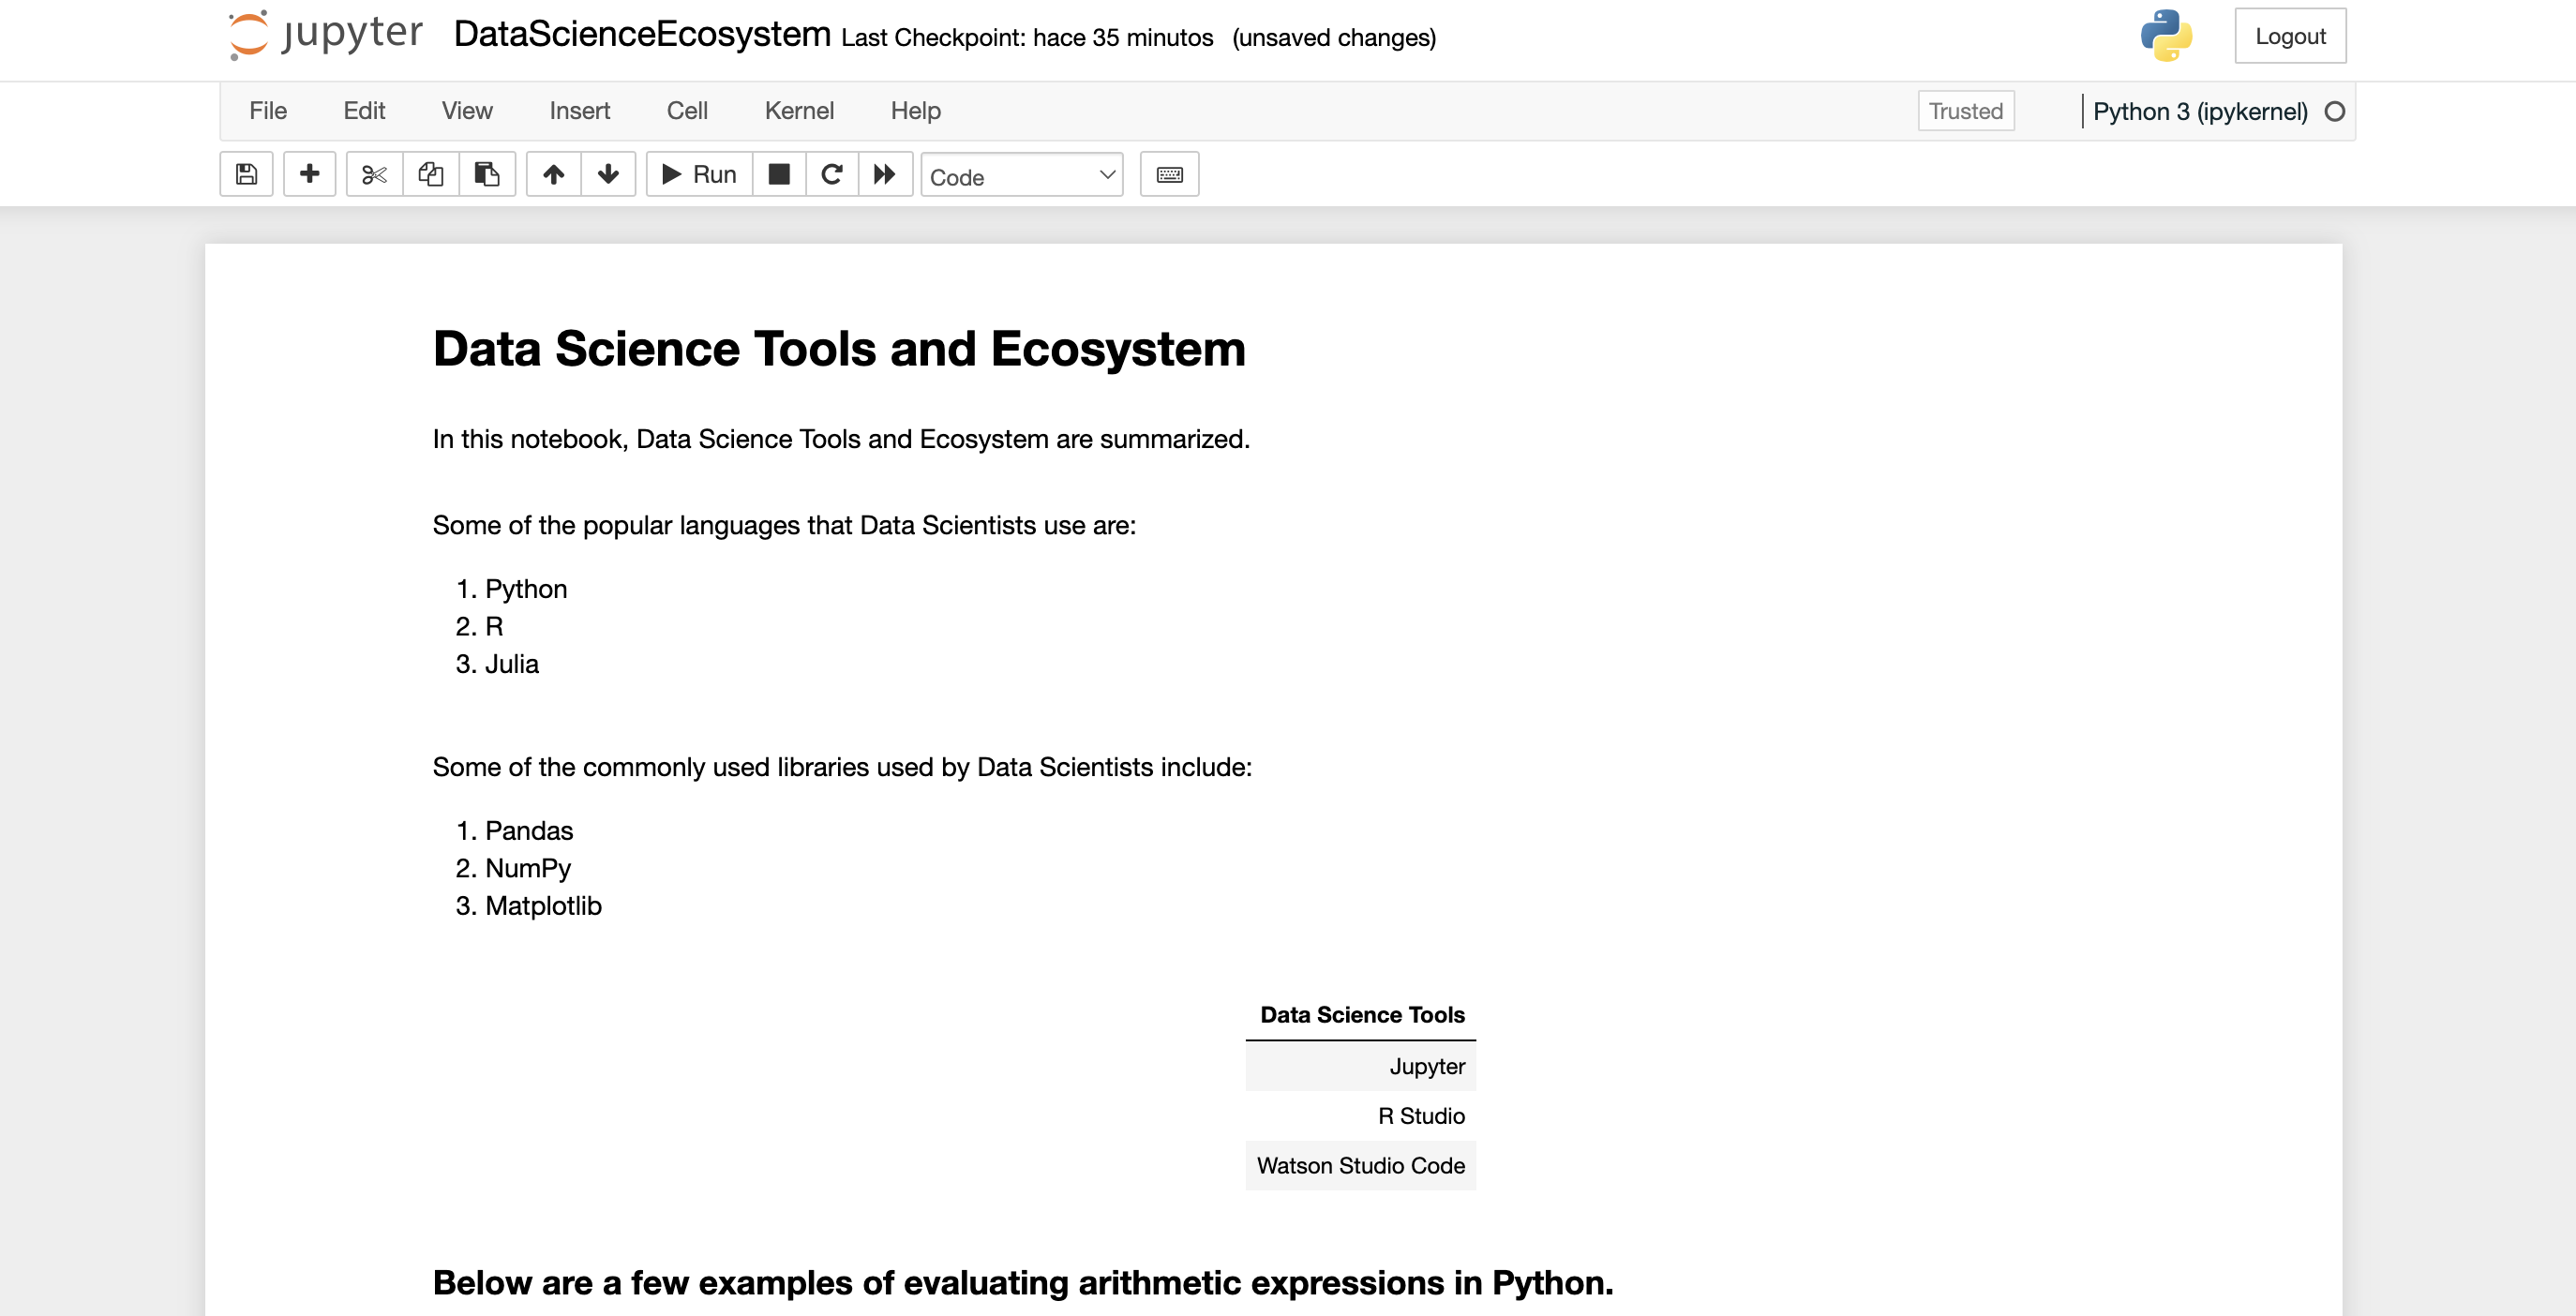 jupyter DataScienceEcosystem Last Checkpoint: hace 35 minutos (unsaved changes) Logout
File Edit View Insert Cell Kernel Help Trusted Python 3 (ipykernel)
Run Code
Data Science Tools and Ecosystem
In this notebook, Data Science Tools and Ecosystem are summarized.
Some of the popular languages that Data Scientists use are:
1. Python
2. R
3. Julia
Some of the commonly used libraries used by Data Scientists include:
1. Pandas
2. NumPy
3. Matplotlib
Data Science Tools
Jupyter
R Studio
Watson Studio Code
Below are a few examples of evaluating arithmetic expressions in Python.